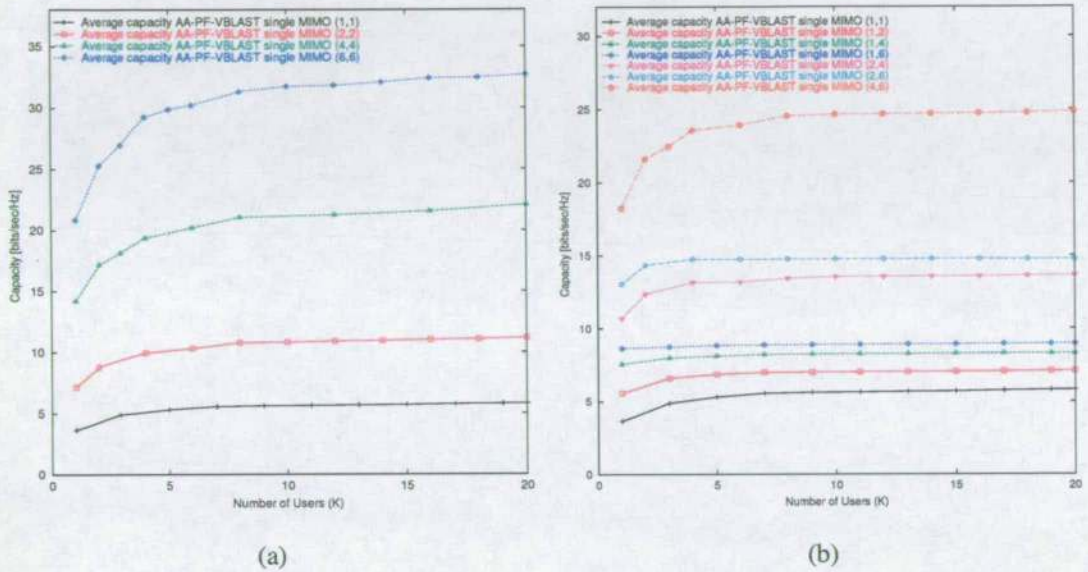 Average capacity AA-PF-VBLAST single MIMO (1,1)
Average capacity AA-PF-VBLAST single MIMO (2,2)
Average capacity AA-PF-VBLAST single MIMO (4,4)
Average capacity AA-PF-VBLAST single MIMO (6,6)
35
30
25
20
15
10
5
0
Capacity [bits/sec/Hz]
0 5 10 15 20
Number of Users (K)
(a)
Average capacity AA-PF-VBLAST single MIMO (1,1)
Average capacity AA-PF-VBLAST single MIMO (1,2)
Average capacity AA-PF-VBLAST single MIMO (1,4)
Average capacity AA-PF-VBLAST single MIMO (1,6)
Average capacity AA-PF-VBLAST single MIMO (2,4)
Average capacity AA-PF-VBLAST single MIMO (2,6)
Average capacity AA-PF-VBLAST single MIMO (4,6)
30
25
20
15
10
5
0
Capacity [bits/sec/Hz]
0 5 10 15 20
Number of Users (K)
(b)